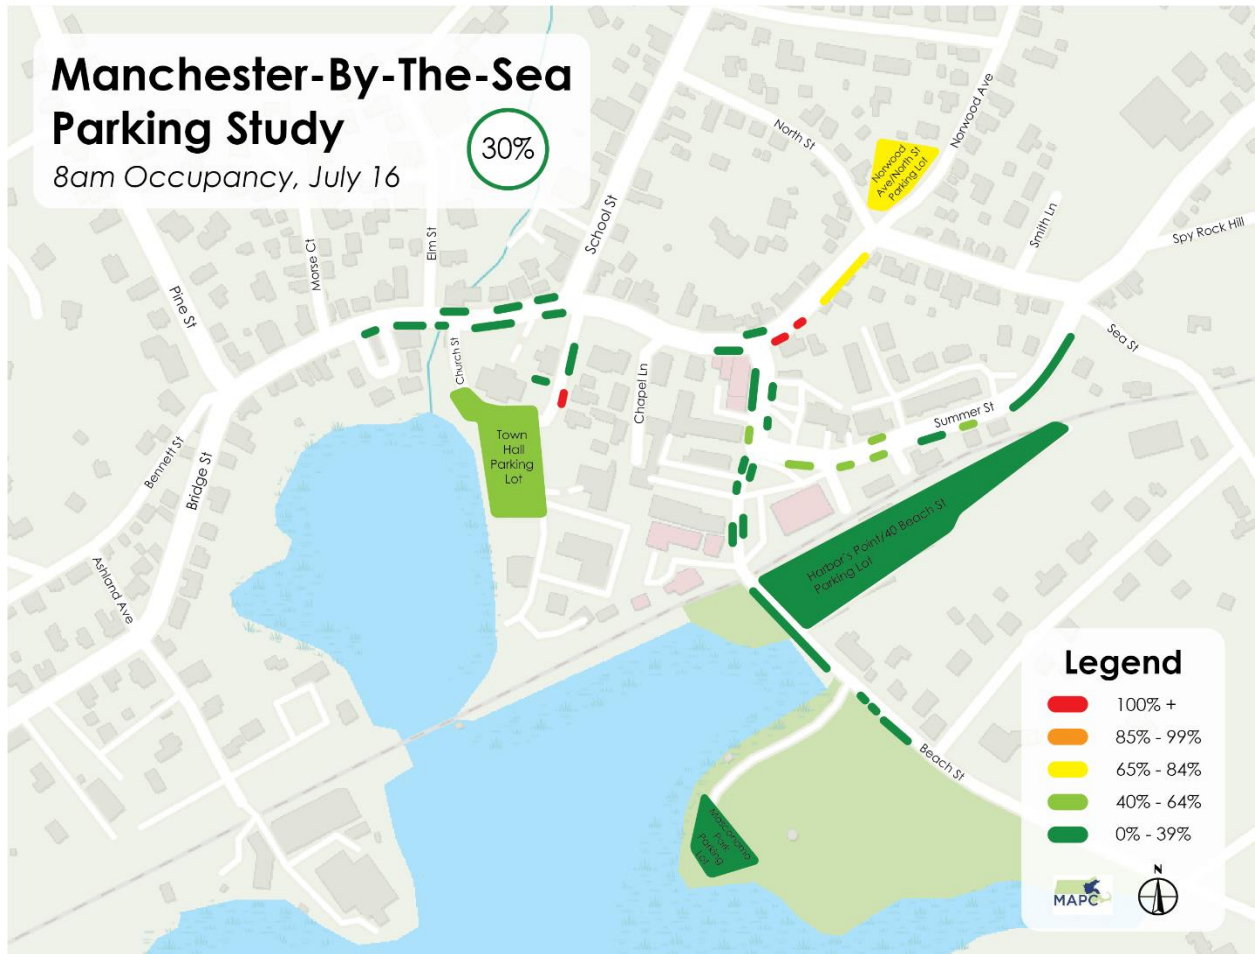 Manchester-By-The-Sea
Parking Study
8am Occupancy, July 16
30%
North St
Norwood Ave
Norwood
Ave/North St
Parking Lot
School St
Smith Ln
Spy Rock Hill
Elm St
Morse Ct
Pine St
Sea St
Church St
Chapel Ln
Summer St
Town
Hall
Parking
Lot
Bennett St
Bridge St
Harbor's Point/40 Beach St
Parking Lot
Ashland Ave
Beach St
Masconomo
Park
Parking
Lot
Legend
100% +
85% - 99%
65% - 84%
40% - 64%
0% - 39%
MAPC
N